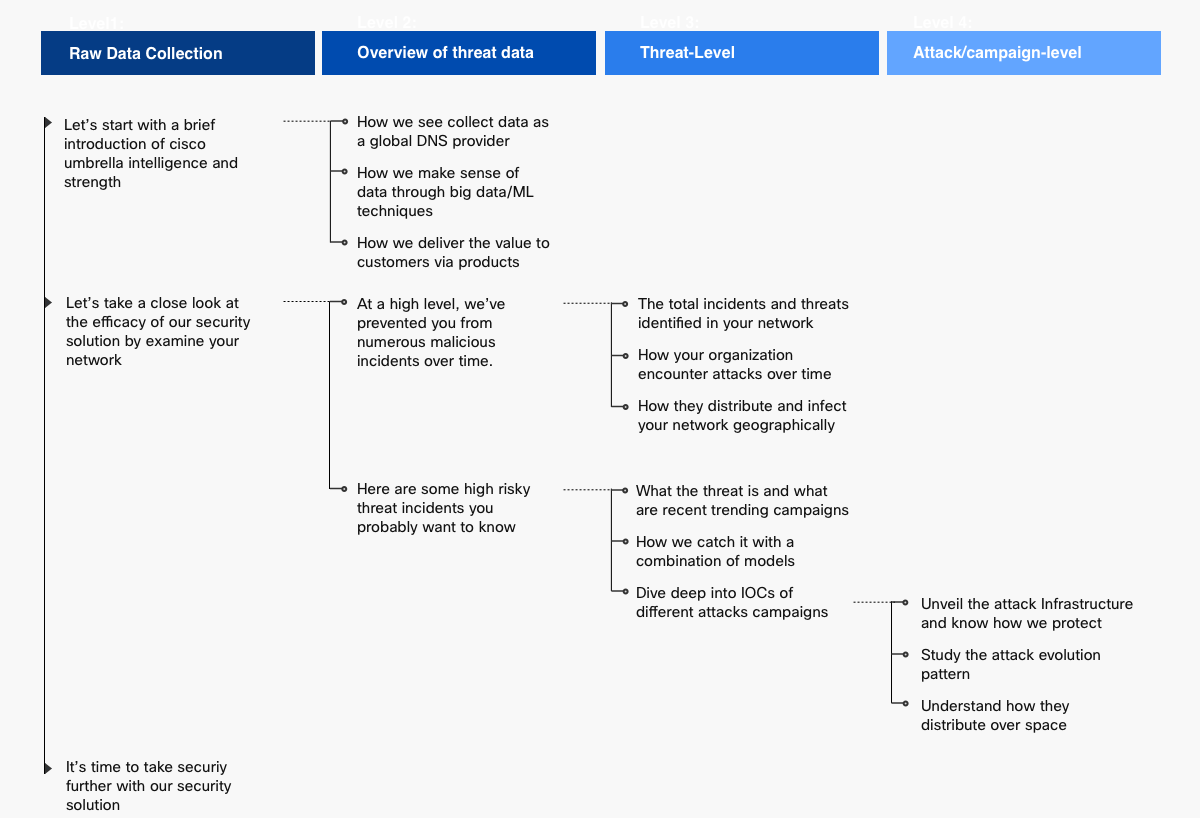 Level1:
Level 2:
Level 3:
Level 4:
Raw Data Collection
Overview of threat data
Threat-Level
Attack/campaign-level
Let's start with a brief
introduction of cisco
umbrella intelligence and
strength
How we see collect data as
a global DNS provider
How we make sense of
data through big data/ML
techniques
How we deliver the value to
customers via products
Let's take a close look at
the efficacy of our security
solution by examine your
network
At a high level, we've
prevented you from
numerous malicious
incidents over time.
The total incidents and threats
identified in your network
How your organization
encounter attacks over time
How they distribute and infect
your network geographically
Here are some high risky
threat incidents you
probably want to know
What the threat is and what
are recent trending campaigns
How we catch it with a
combination of models
Dive deep into IOCs of
different attacks campaigns
Unveil the attack Infrastructure
and know how we protect
Study the attack evolution
pattern
Understand how they
distribute over space
It's time to take securiy
further with our security
solution